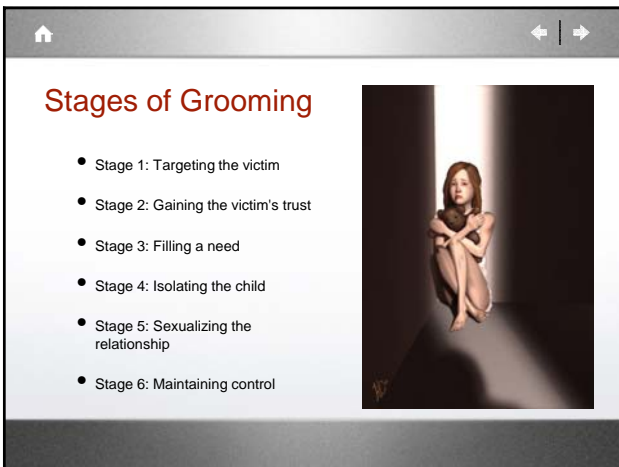 Stages of Grooming
• Stage 1: Targeting the victim
• Stage 2: Gaining the victim's trust
• Stage 3: Filling a need
• Stage 4: Isolating the child
• Stage 5: Sexualizing the
relationship
• Stage 6: Maintaining control